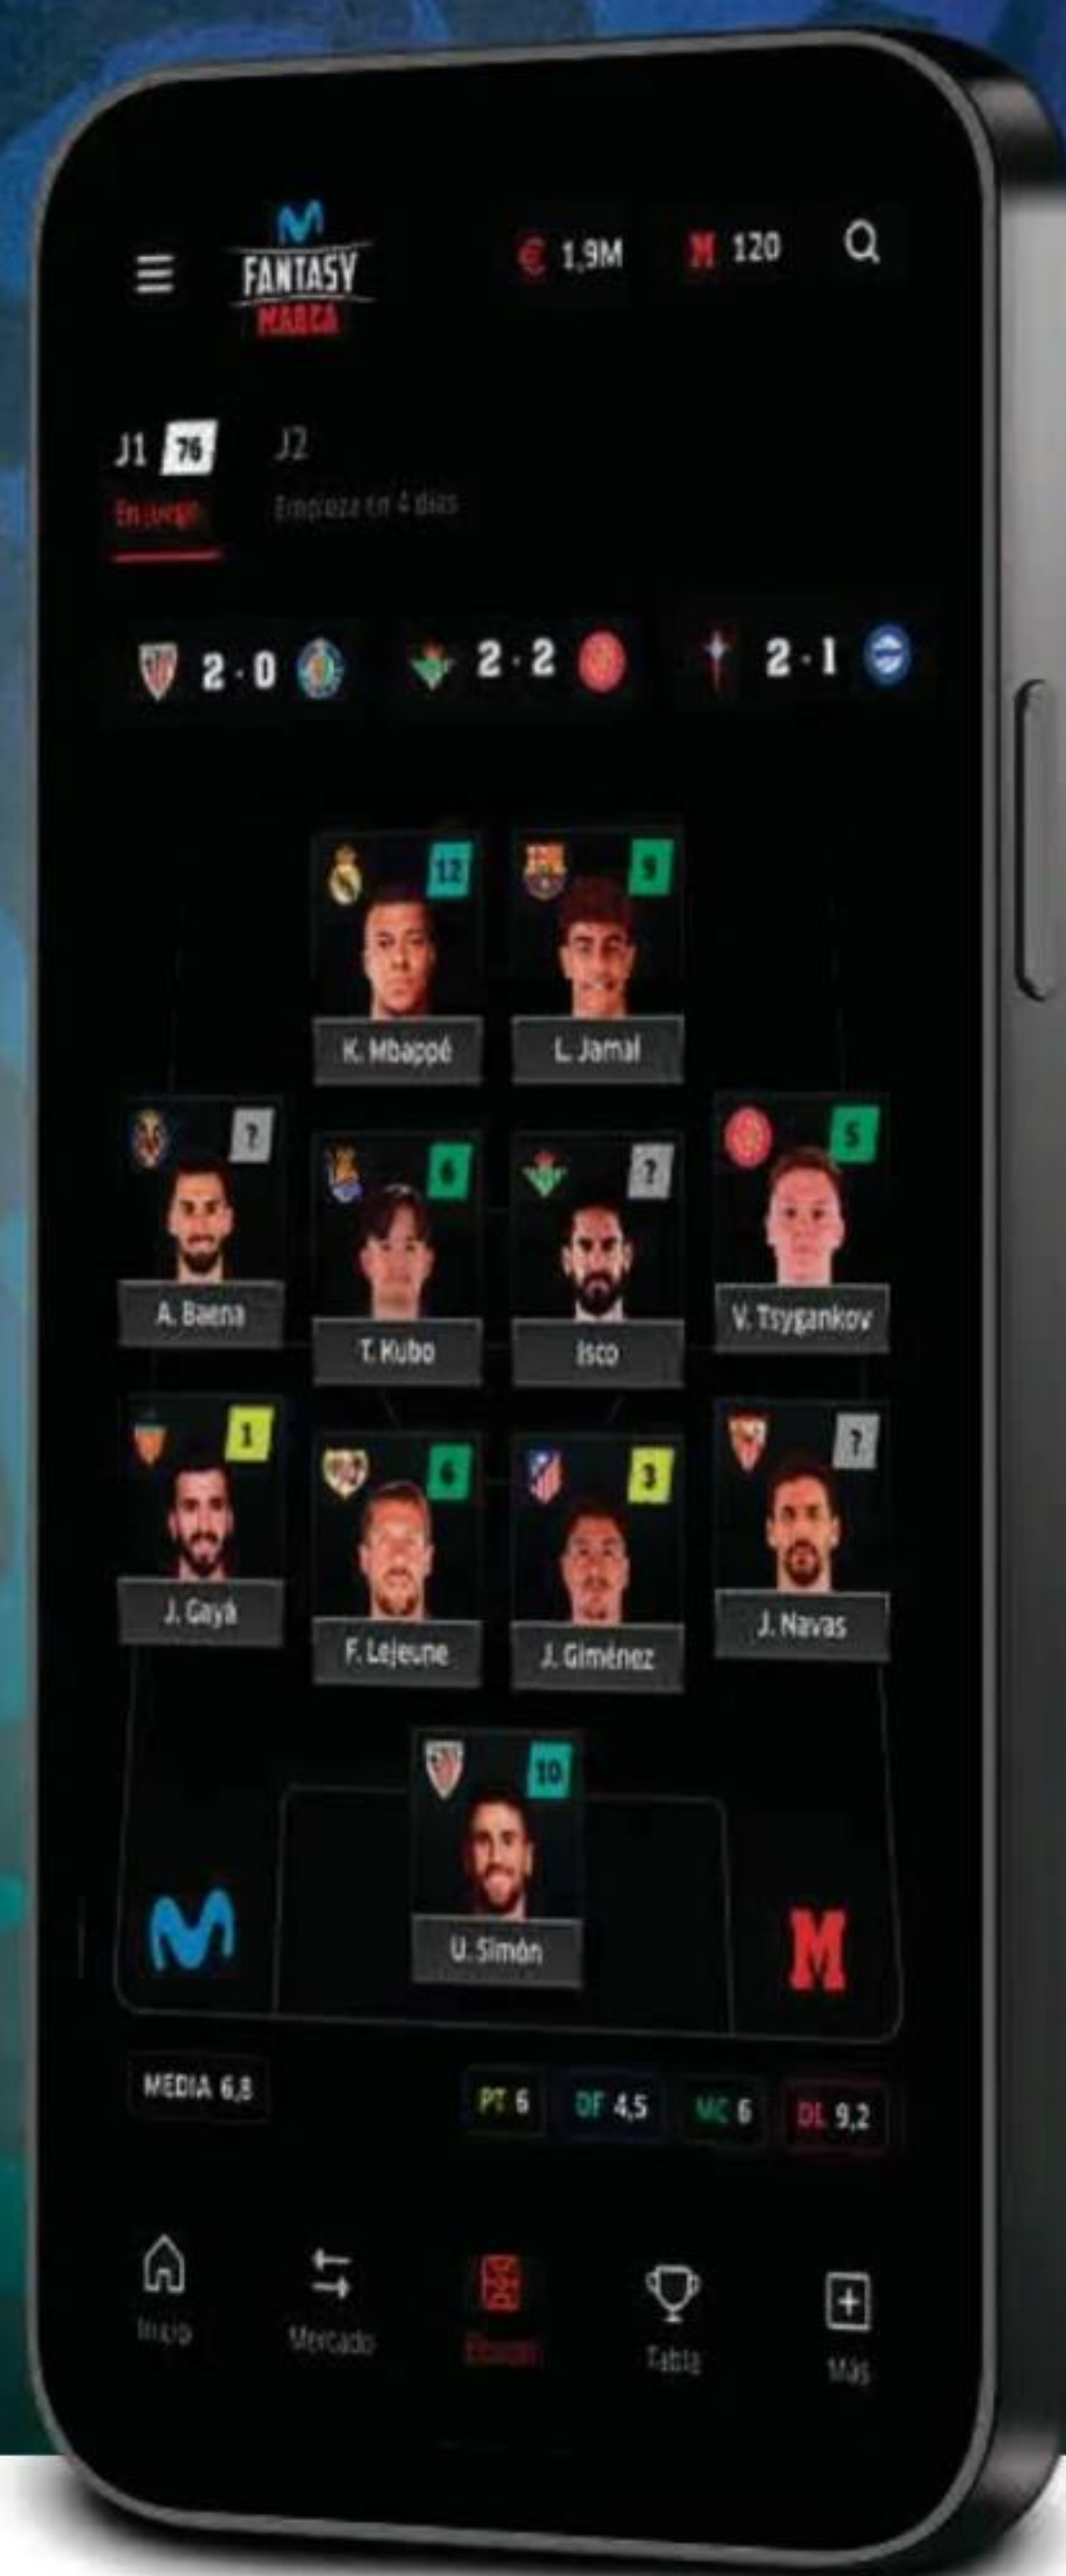 FANTASY
MARCA
€ 1,9M
M 120
J1 76
J2
En juego
Empieza en 4 días
2 · 0
2 · 2
2 · 1
12
9
K. Mbappé
L. Jamal
?
6
?
5
A. Baena
T. Kubo
Isco
V. Tsygankov
1
6
3
?
J. Gayá
F. Lejeune
J. Giménez
J. Navas
10
U. Simón
M
MEDIA 6,8
PT 6
DF 4,5
MC 6
DL 9,2
Inicio
Mercado
Tabla
Más